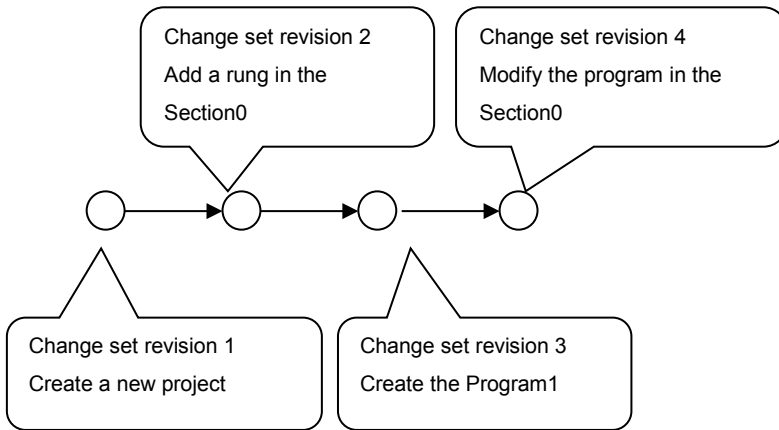 Change set revision 2
Add a rung in the
Section0
Change set revision 4
Modify the program in the
Section0
Change set revision 1
Create a new project
Change set revision 3
Create the Program1